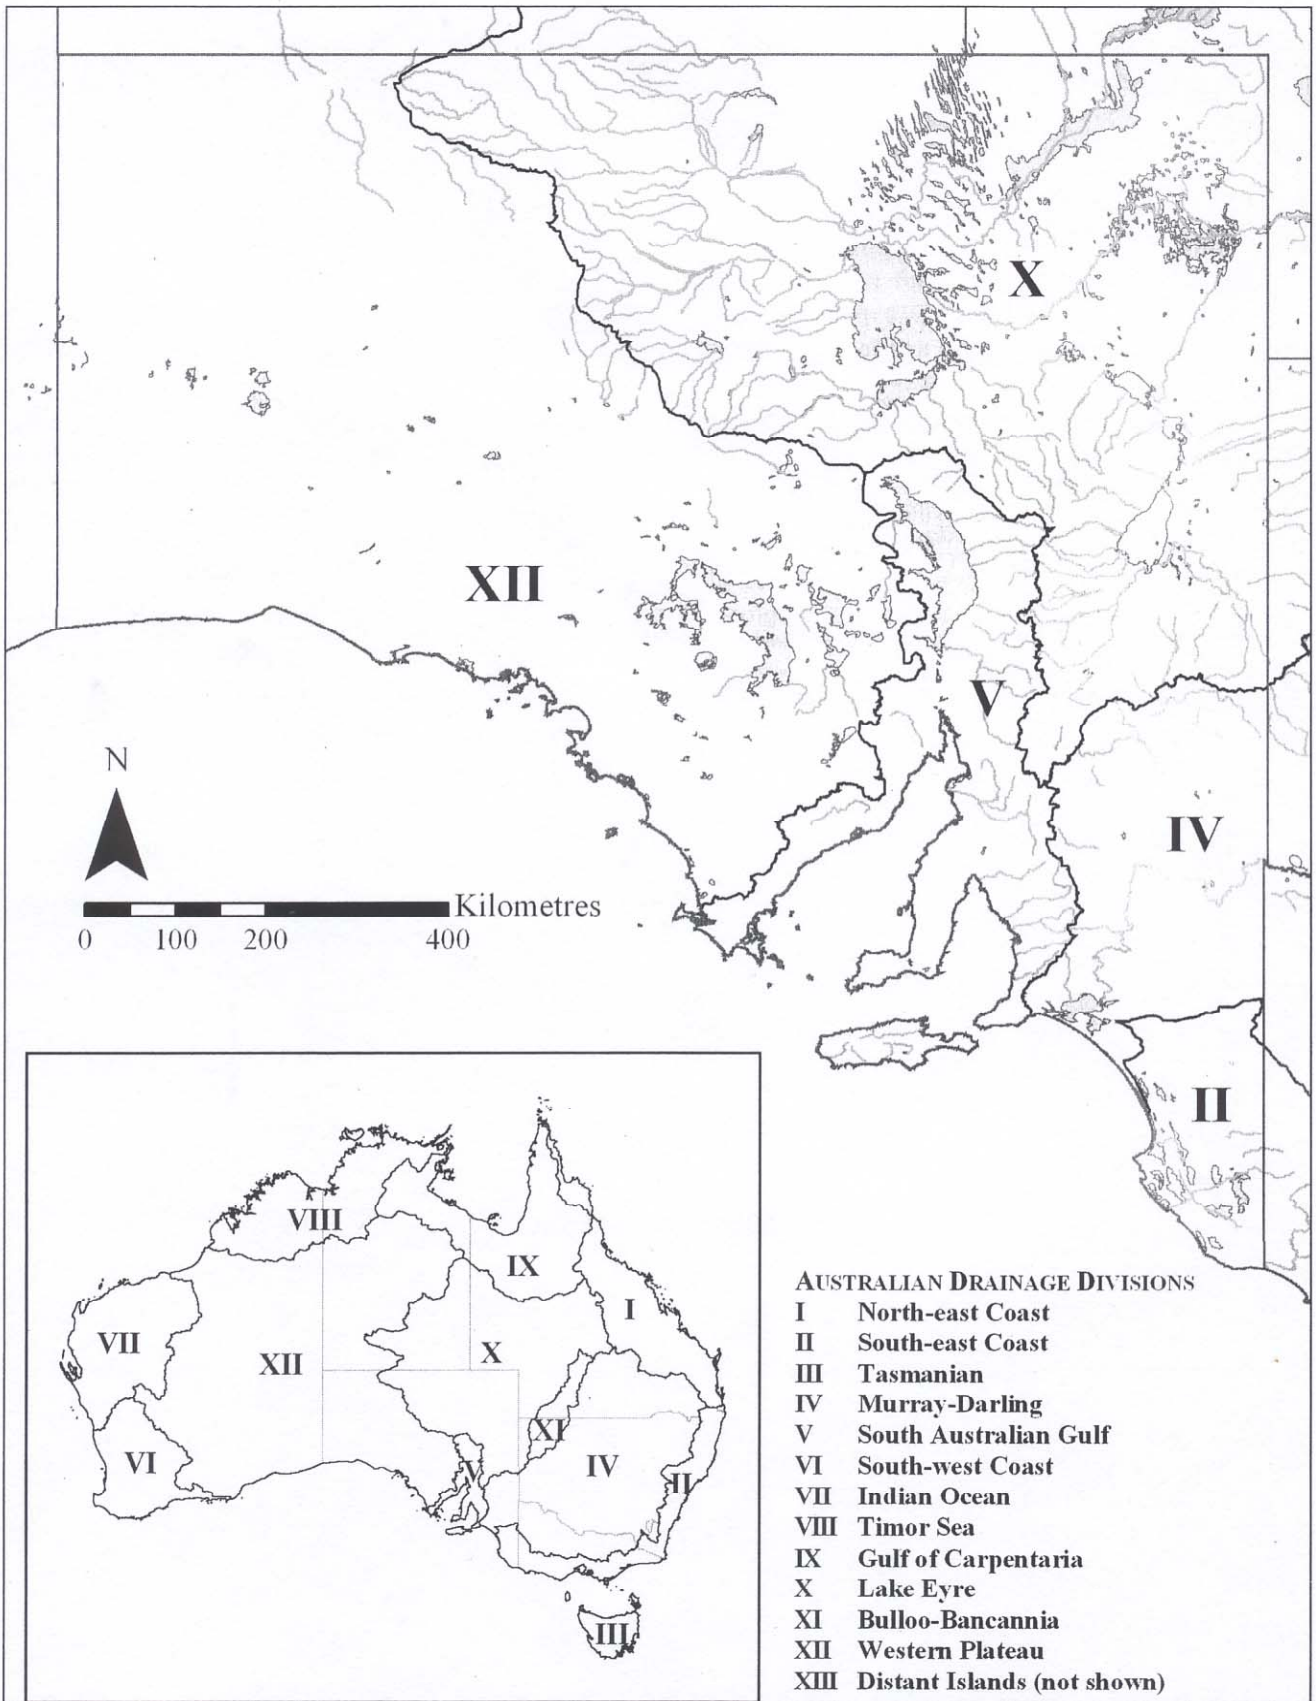 X
XII
V
N
IV
Kilometres
0 100 200 400
II
VIII
IX
I
VII
XII
X
XI
VI
V
IV
II
III
AUSTRALIAN DRAINAGE DIVISIONS
I North-east Coast
II South-east Coast
III Tasmanian
IV Murray-Darling
V South Australian Gulf
VI South-west Coast
VII Indian Ocean
VIII Timor Sea
IX Gulf of Carpentaria
X Lake Eyre
XI Bulloo-Bancannia
XII Western Plateau
XIII Distant Islands (not shown)